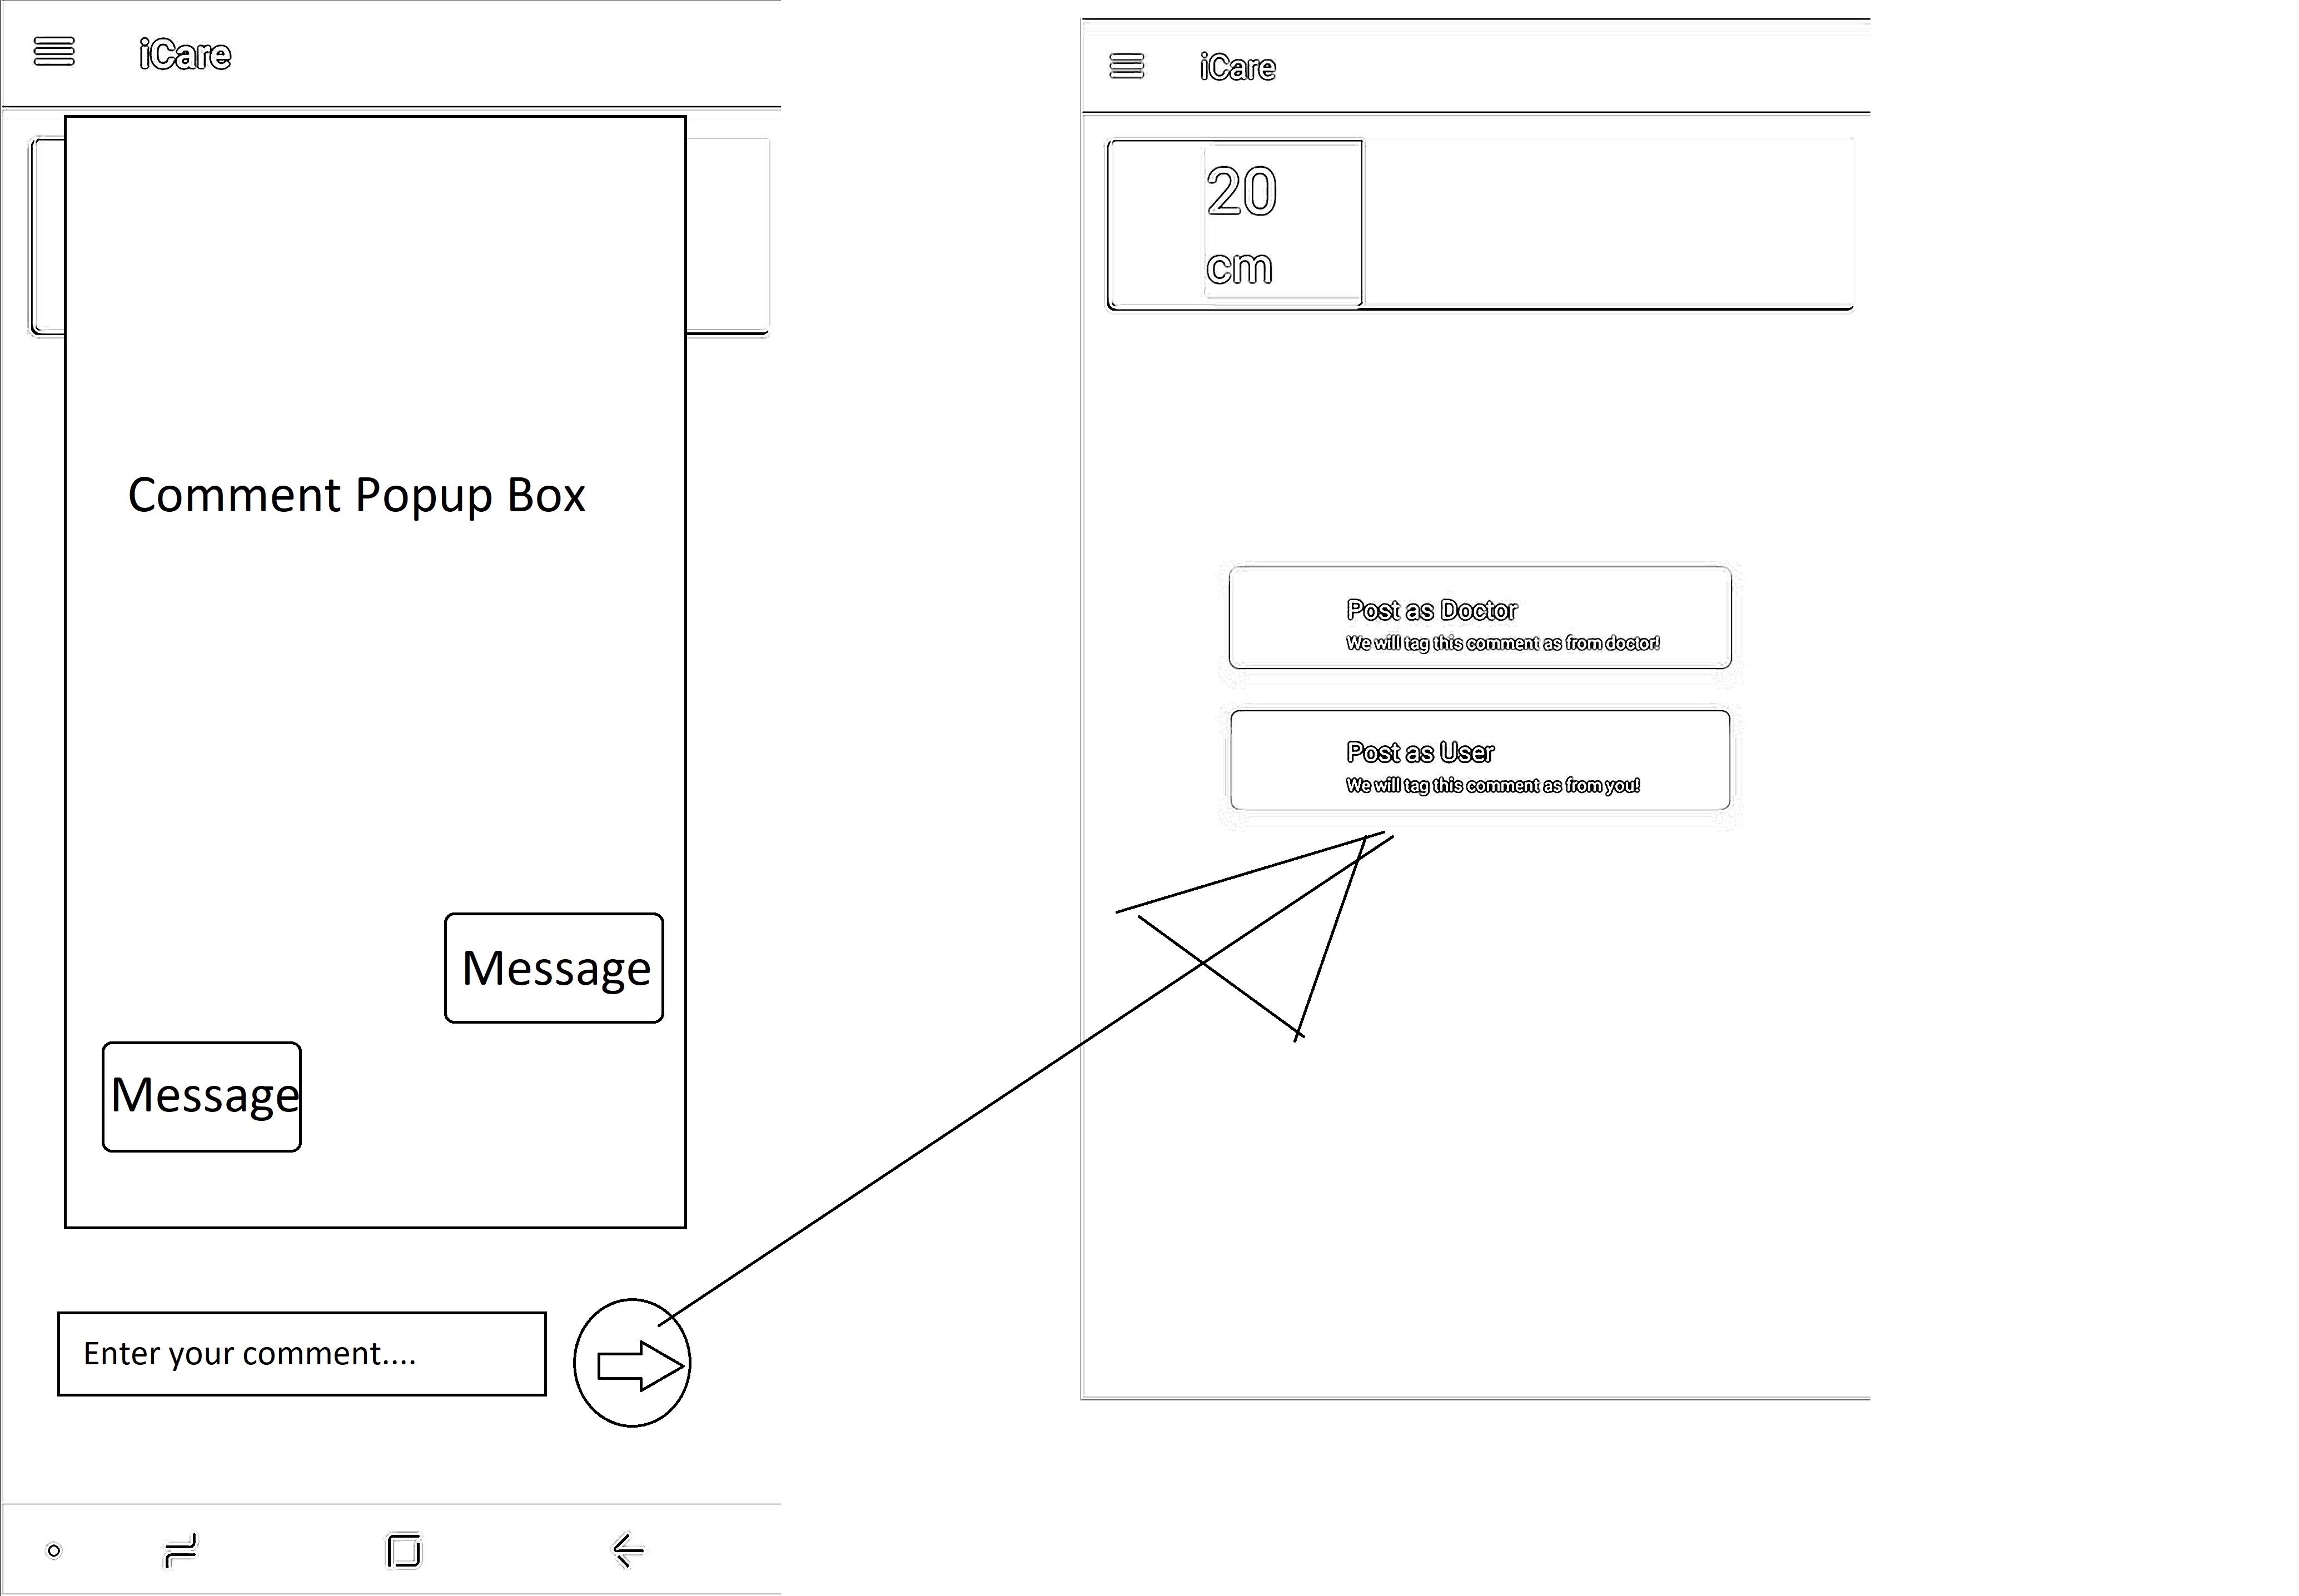 iCare
Comment Popup Box
Message
Message
Enter your comment....
iCare
20
cm
Post as Doctor
We will tag this comment as from doctor!
Post as User
We will tag this comment as from you!